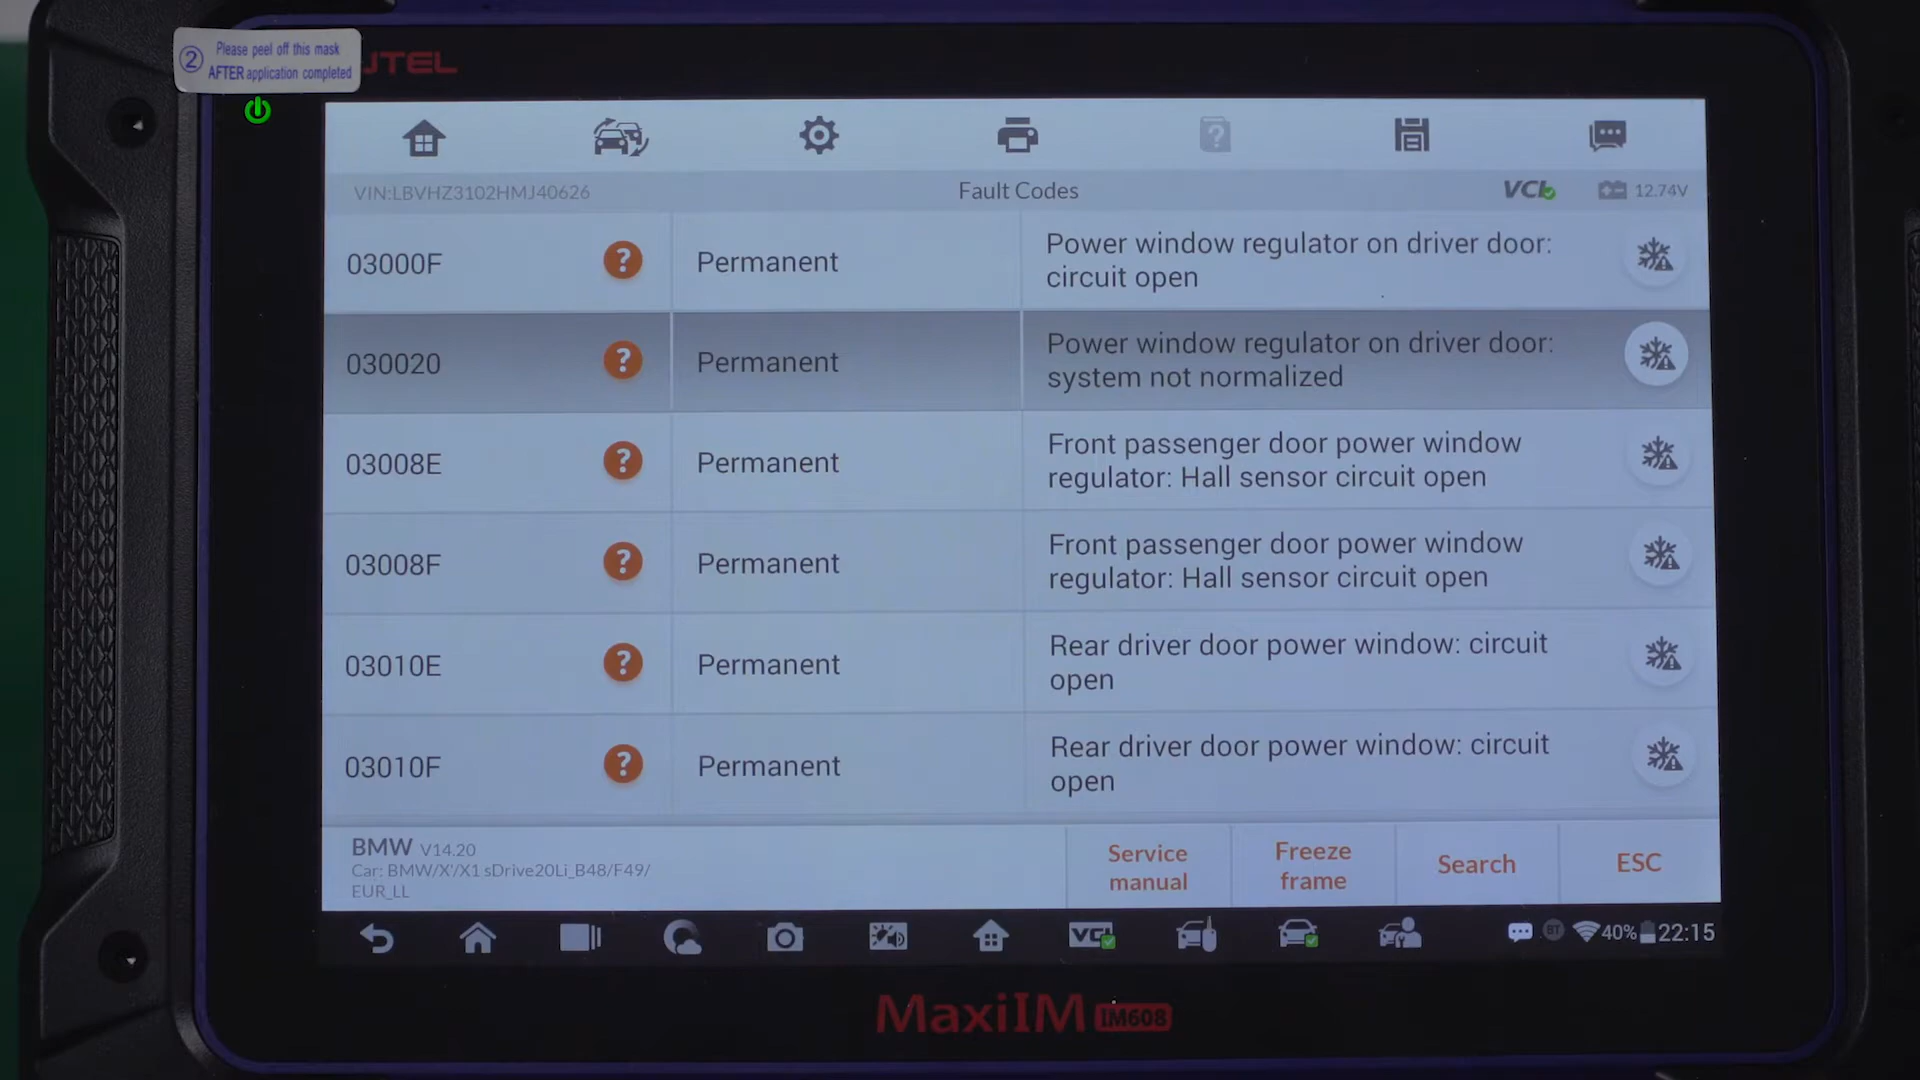 ② Please peel off this mask
AFTER application completed
UTEL
VIN:LBVHZ3102HMJ40626
Fault Codes
VCI
12.74V
03000F ? Permanent Power window regulator on driver door:
circuit open
030020 ? Permanent Power window regulator on driver door:
system not normalized
03008E ? Permanent Front passenger door power window
regulator: Hall sensor circuit open
03008F ? Permanent Front passenger door power window
regulator: Hall sensor circuit open
03010E ? Permanent Rear driver door power window: circuit
open
03010F ? Permanent Rear driver door power window: circuit
open
BMW V14.20
Car: BMW/X'/X1 sDrive20Li_B48/F49/
EUR_LL
Service
manual
Freeze
frame
Search
ESC
VCI
BT
40%
22:15
MaxiIM IM608